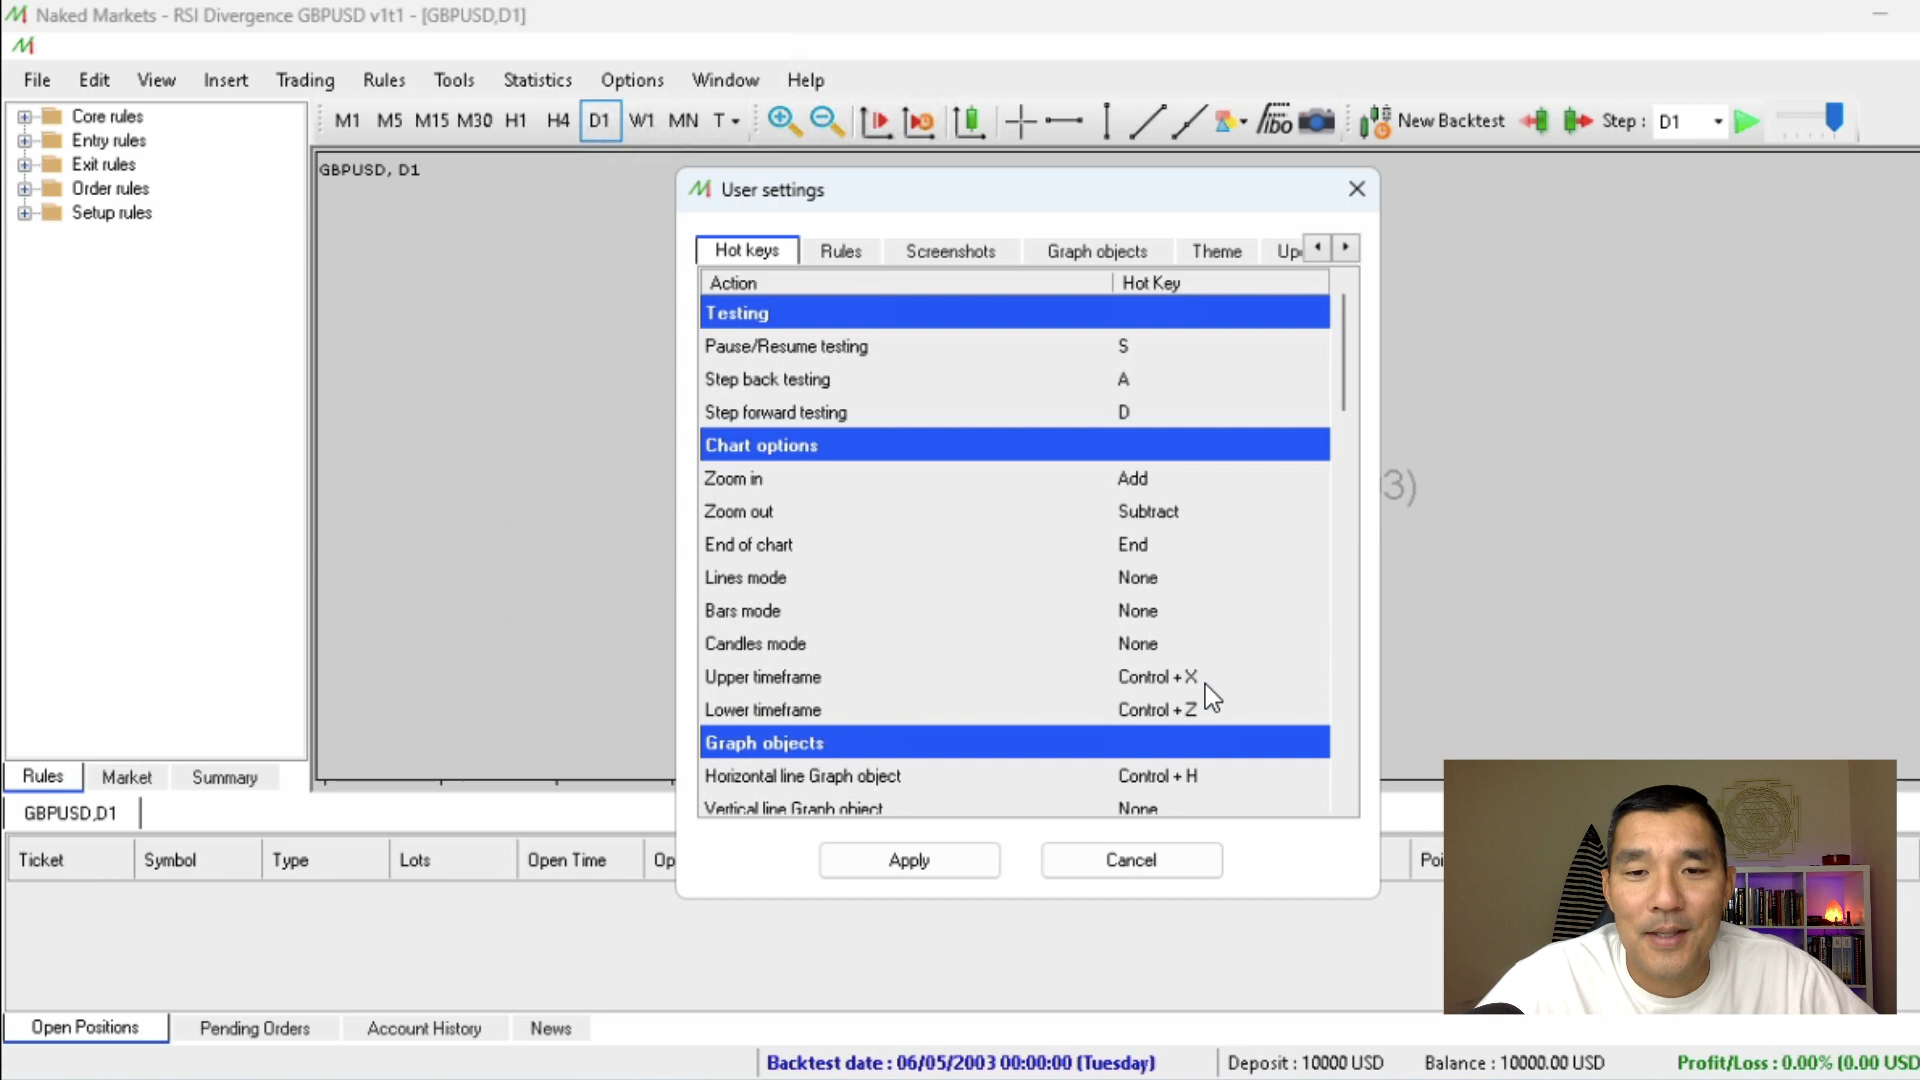 Naked Markets - RSI Divergence GBPUSD v1t1 - [GBPUSD,D1]
File Edit View Insert Trading Rules Tools Statistics Options Window Help
Core rules
Entry rules
Exit rules
Order rules
Setup rules
M1 M5 M15 M30 H1 H4 D1 W1 MN T
fibo
New Backtest
Step : D1
GBPUSD, D1
3)
User settings
Hot keys Rules Screenshots Graph objects Theme
Action Hot Key
Testing
Pause/Resume testing S
Step back testing A
Step forward testing D
Chart options
Zoom in Add
Zoom out Subtract
End of chart End
Lines mode None
Bars mode None
Candles mode None
Upper timeframe Control + X
Lower timeframe Control + Z
Graph objects
Horizontal line Graph object Control + H
Vertical line Graph object None
Apply Cancel
Rules Market Summary
GBPUSD,D1
Ticket Symbol Type Lots Open Time Op Poi
Open Positions Pending Orders Account History News
Backtest date : 06/05/2003 00:00:00 (Tuesday) Deposit : 10000 USD Balance : 10000.00 USD Profit/Loss : 0.00% (0.00 USD